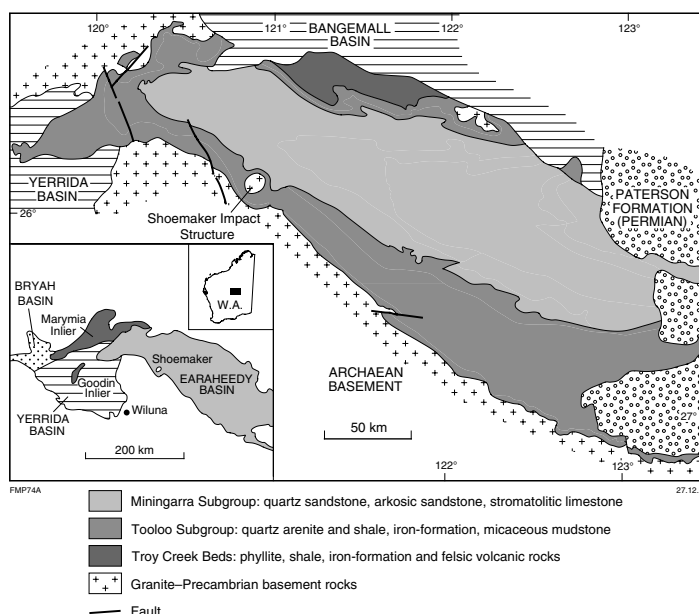 120°
121°
BANGEMALL
BASIN
122°
123°
YERRIDA
BASIN
26°
Shoemaker Impact
Structure
PATERSON
FORMATION
(PERMIAN)
BRYAH
BASIN
Marymia
Inlier
W.A.
Shoemaker
EARAHEEDY
BASIN
Goodin
Inlier
YERRIDA
BASIN
Wiluna
200 km
ARCHAEAN
BASEMENT
50 km
27°
122°
123°
FMP74A
27.12.
Miningarra Subgroup: quartz sandstone, arkosic sandstone, stromatolitic limestone
Tooloo Subgroup: quartz arenite and shale, iron-formation, micaceous mudstone
Troy Creek Beds: phyllite, shale, iron-formation and felsic volcanic rocks
Granite–Precambrian basement rocks
Fault